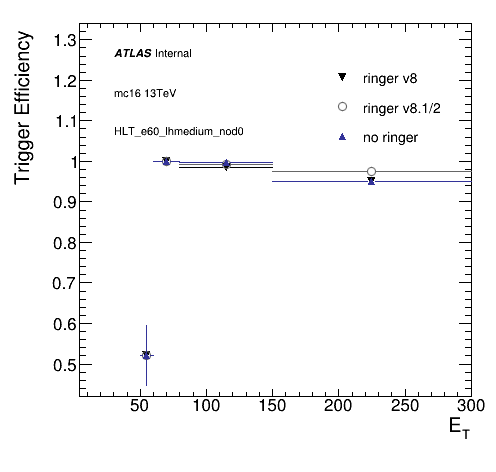 Trigger Efficiency
1.3
1.2
1.1
1
0.9
0.8
0.7
0.6
0.5
ATLAS Internal
mc16 13TeV
HLT_e60_lhmedium_nod0
ringer v8
ringer v8.1/2
no ringer
50 100 150 200 250 300
E_T